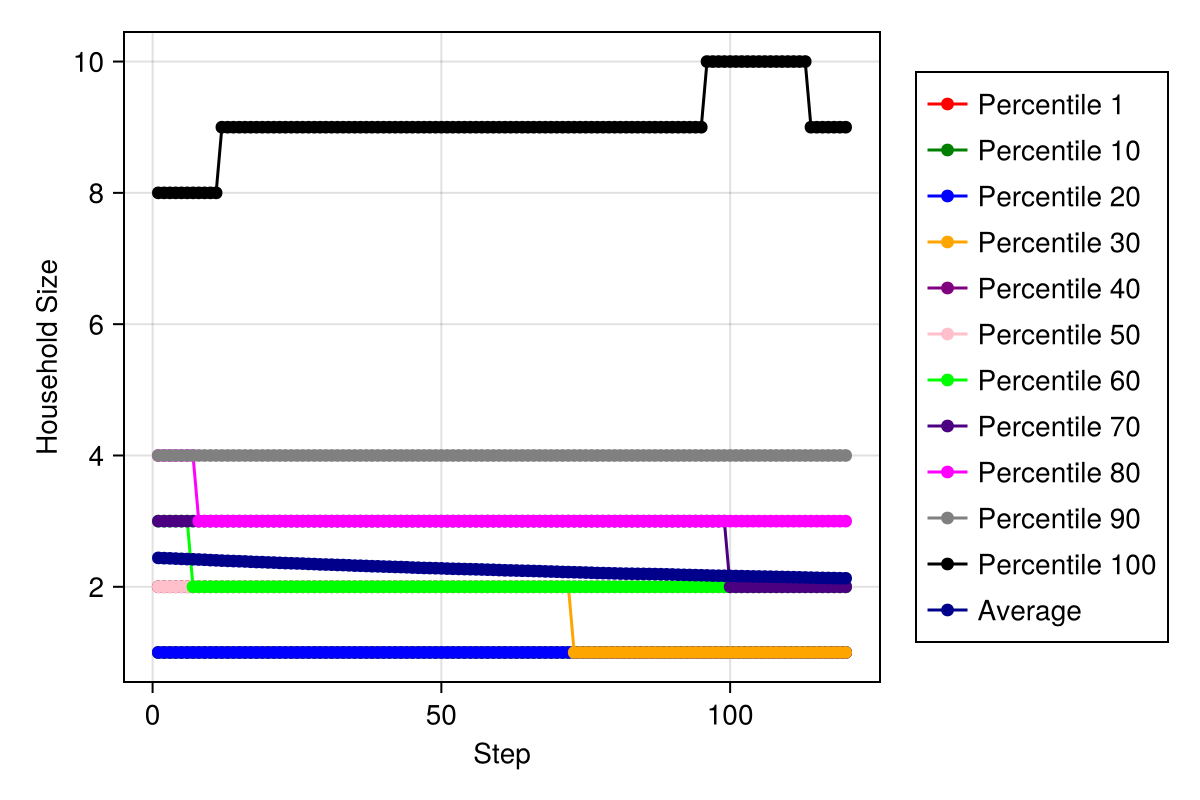 10
8
6
4
2
Household Size
0
50
100
Step
Percentile 1
Percentile 10
Percentile 20
Percentile 30
Percentile 40
Percentile 50
Percentile 60
Percentile 70
Percentile 80
Percentile 90
Percentile 100
Average